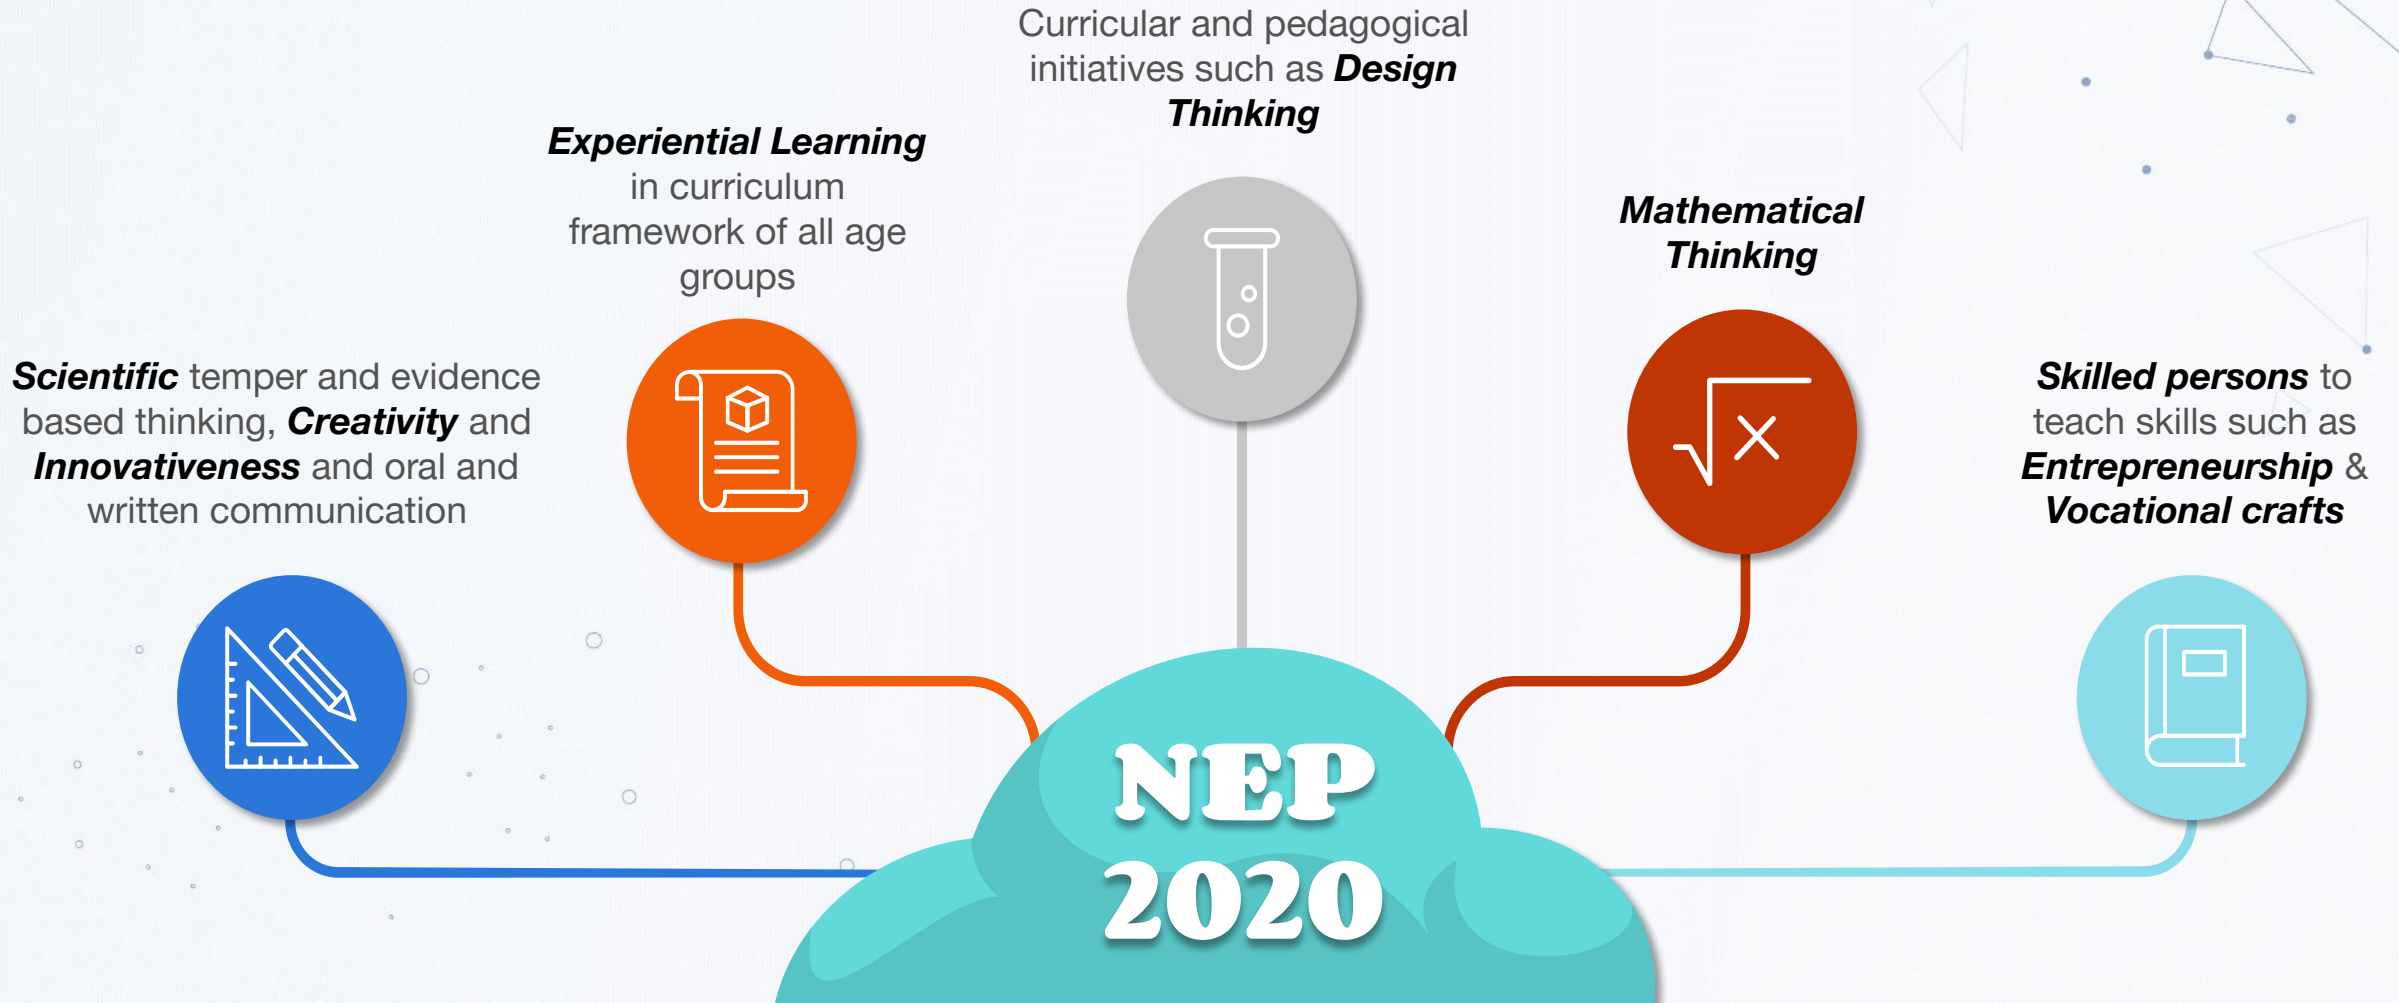 Curricular and pedagogical
initiatives such as Design
Thinking
Experiential Learning
in curriculum
framework of all age
groups
Mathematical
Thinking
Scientific temper and evidence
based thinking, Creativity and
Innovativeness and oral and
written communication
Skilled persons to
teach skills such as
Entrepreneurship &
Vocational crafts
NEP
2020